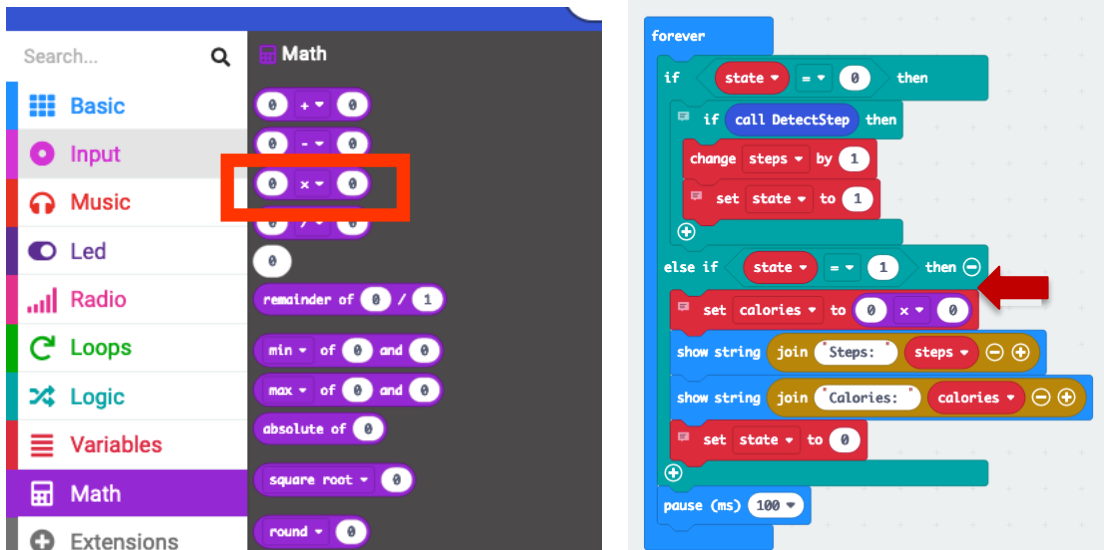 Search...
Basic
Input
Music
Led
Radio
Loops
Logic
Variables
Math
Extensions
Math
0 + 0
0 - 0
0 x 0
0 / 0
0
remainder of 0 / 1
min of 0 and 0
max of 0 and 0
absolute of 0
square root 0
round 0
forever
if state = 0 then
if call DetectStep then
change steps by 1
set state to 1
else if state = 1 then
set calories to 0 x 0
show string join "Steps: " steps
show string join "Calories: " calories
set state to 0
pause (ms) 100